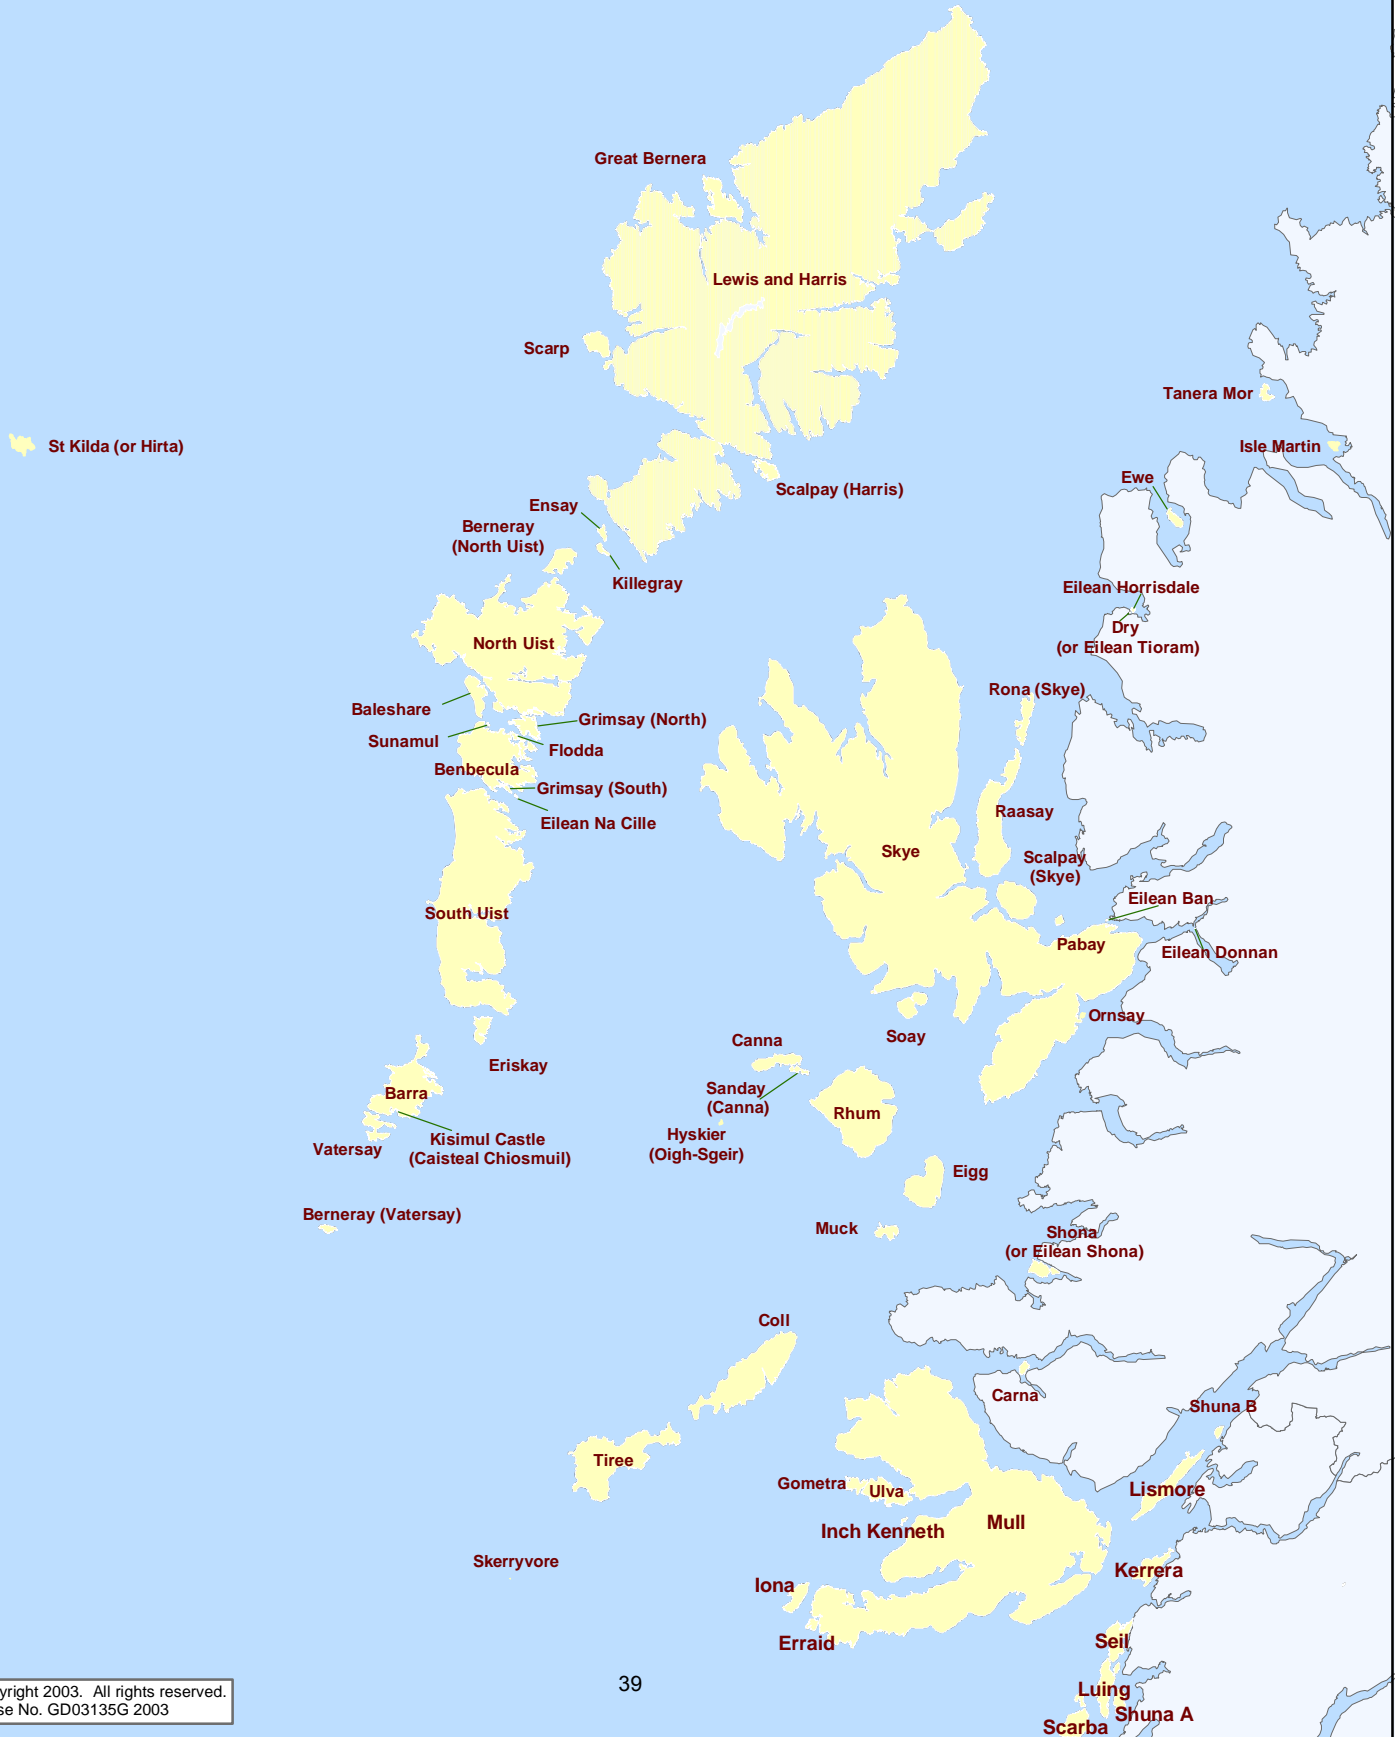 Great Bernera
Lewis and Harris
Scarp
Tanera Mor
St Kilda (or Hirta)
Isle Martin
Ewe
Scalpay (Harris)
Ensay
Berneray
(North Uist)
Killegray
Eilean Horrisdale
Dry
(or Eilean Tioram)
North Uist
Rona (Skye)
Baleshare
Grimsay (North)
Sunamul
Flodda
Benbecula
Grimsay (South)
Eilean Na Cille
Raasay
Skye
Scalpay
(Skye)
Eilean Ban
South Uist
Pabay
Eilean Donnan
Ornsay
Soay
Canna
Eriskay
Sanday
(Canna)
Barra
Rhum
Hyskier
(Oigh-Sgeir)
Kisimul Castle
(Caisteal Chiosmuil)
Vatersay
Eigg
Berneray (Vatersay)
Muck
Shona
(or Eilean Shona)
Coll
Carna
Shuna B
Tiree
Gometra
Ulva
Lismore
Inch Kenneth
Mull
Skerryvore
Kerrera
Iona
Erraid
Seil
Luing
Shuna A
Scarba
39
yright 2003. All rights reserved.
se No. GD03135G 2003